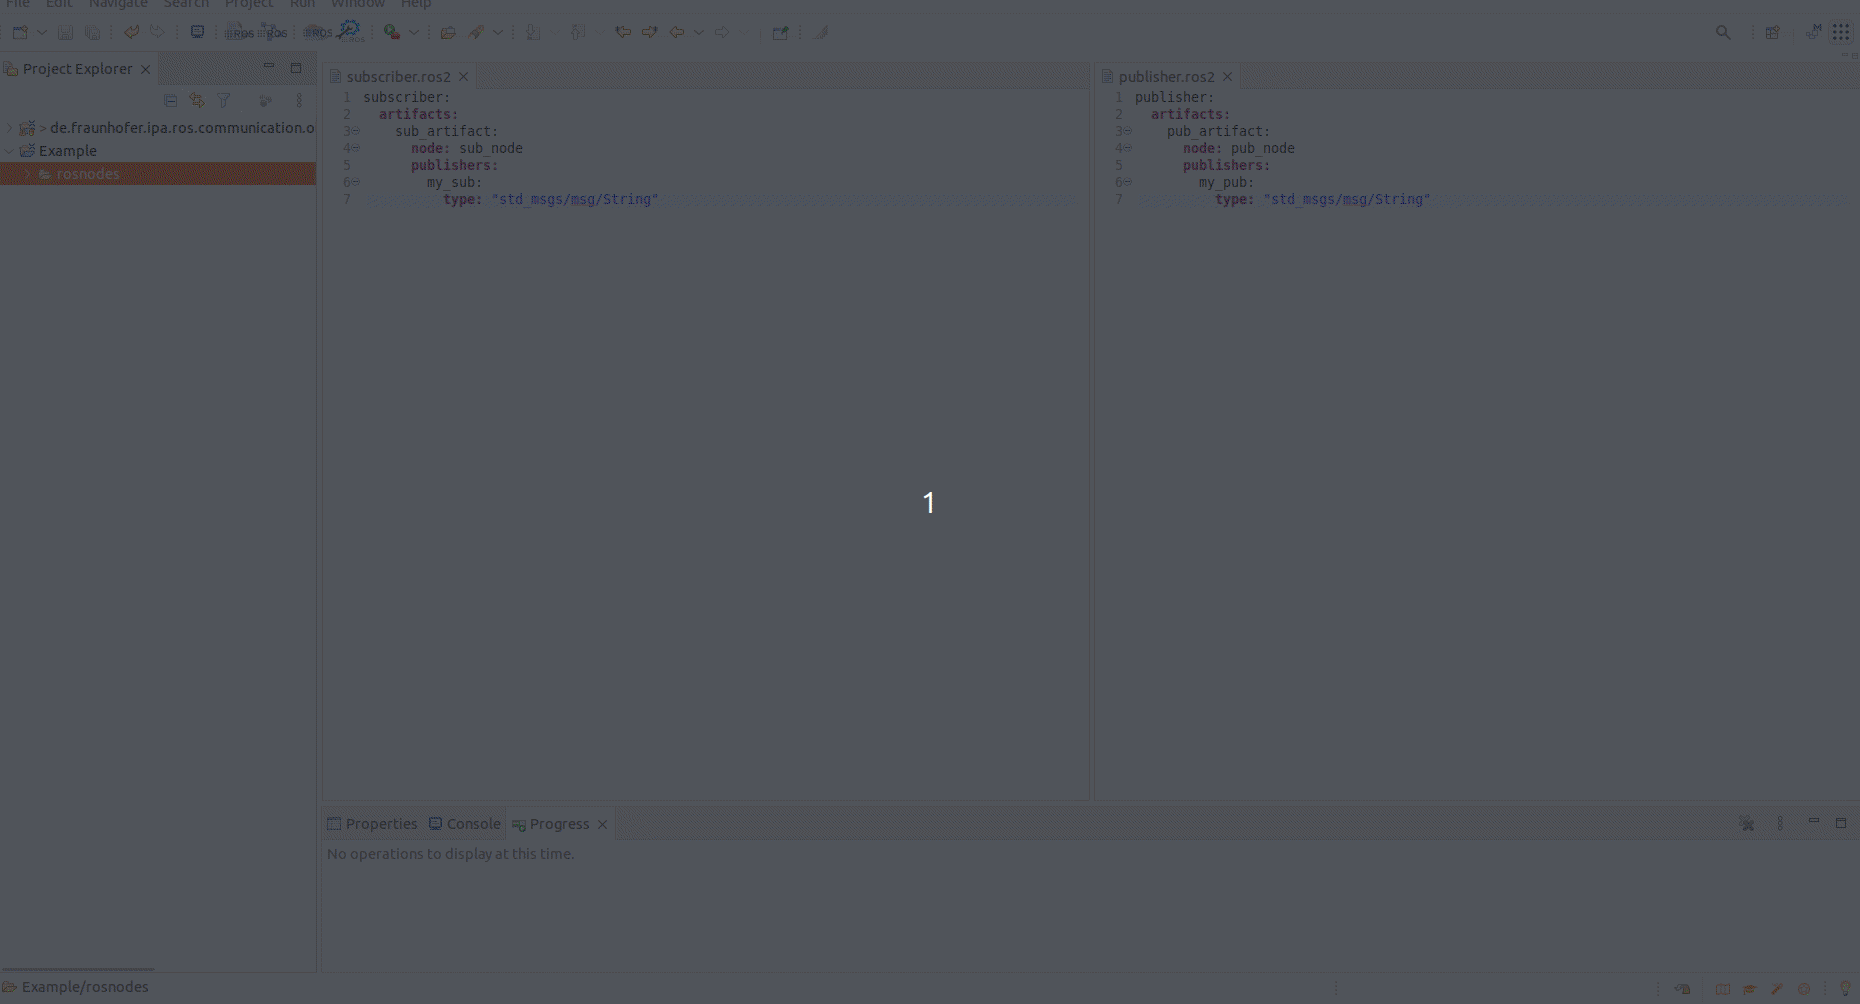 File Edit Navigate Search Project Run Window Help
Project Explorer
> de.fraunhofer.ipa.ros.communication.o
Example
rosnodes
subscriber.ros2
1 subscriber:
2 artifacts:
3 sub_artifact:
4 node: sub_node
5 publishers:
6 my_sub:
7 type: "std_msgs/msg/String"
publisher.ros2
1 publisher:
2 artifacts:
3 pub_artifact:
4 node: pub_node
5 publishers:
6 my_pub:
7 type: "std_msgs/msg/String"
1
Properties Console Progress
No operations to display at this time.
Example/rosnodes